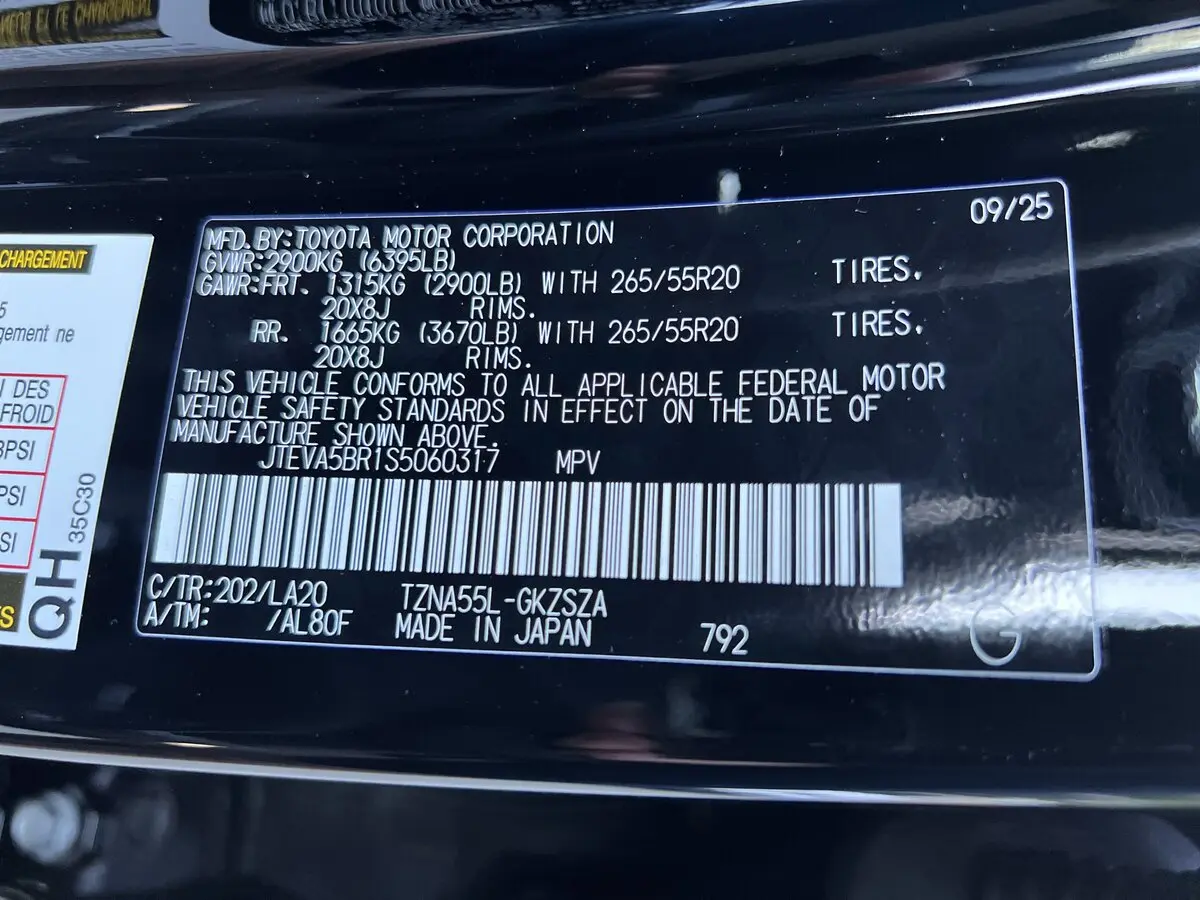 CHARGEMENT
5
gement ne
I DES
FROID
PSI
PSI
SI
S
QH 35C30
09/25
MFD.BY:TOYOTA MOTOR CORPORATION
GVWR:2900KG (6395LB)
GAWR:FRT. 1315KG (2900LB) WITH 265/55R20 TIRES.
20X8J RIMS.
RR. 1665KG (3670LB) WITH 265/55R20 TIRES.
20X8J RIMS.
THIS VEHICLE CONFORMS TO ALL APPLICABLE FEDERAL MOTOR
VEHICLE SAFETY STANDARDS IN EFFECT ON THE DATE OF
MANUFACTURE SHOWN ABOVE.
JTEVA5BR1S5060317 MPV
C/TR:202/LA20 TZNA55L-GKZSZA
A/TM: /AL80F MADE IN JAPAN 792
G